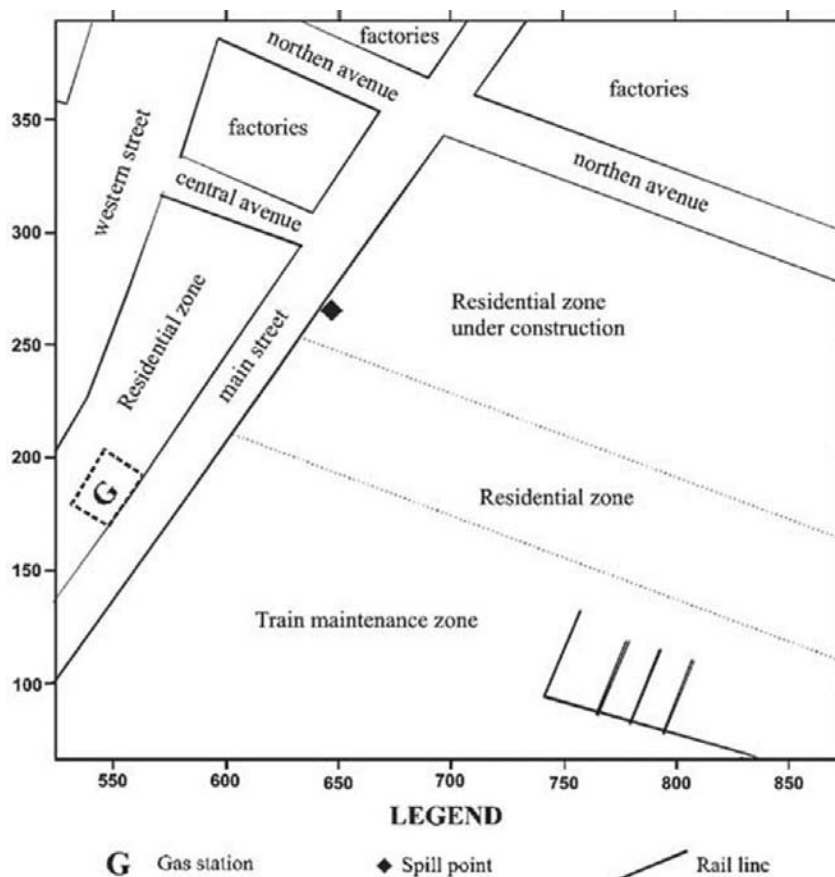 factories
northen avenue
350
factories
factories
northen avenue
western street
central avenue
300
Residential zone
under construction
Residential zone
main street
250
200
G
Residential zone
150
Train maintenance zone
100
550
600
650
700
750
800
850
LEGEND
G Gas station
Spill point
Rail line